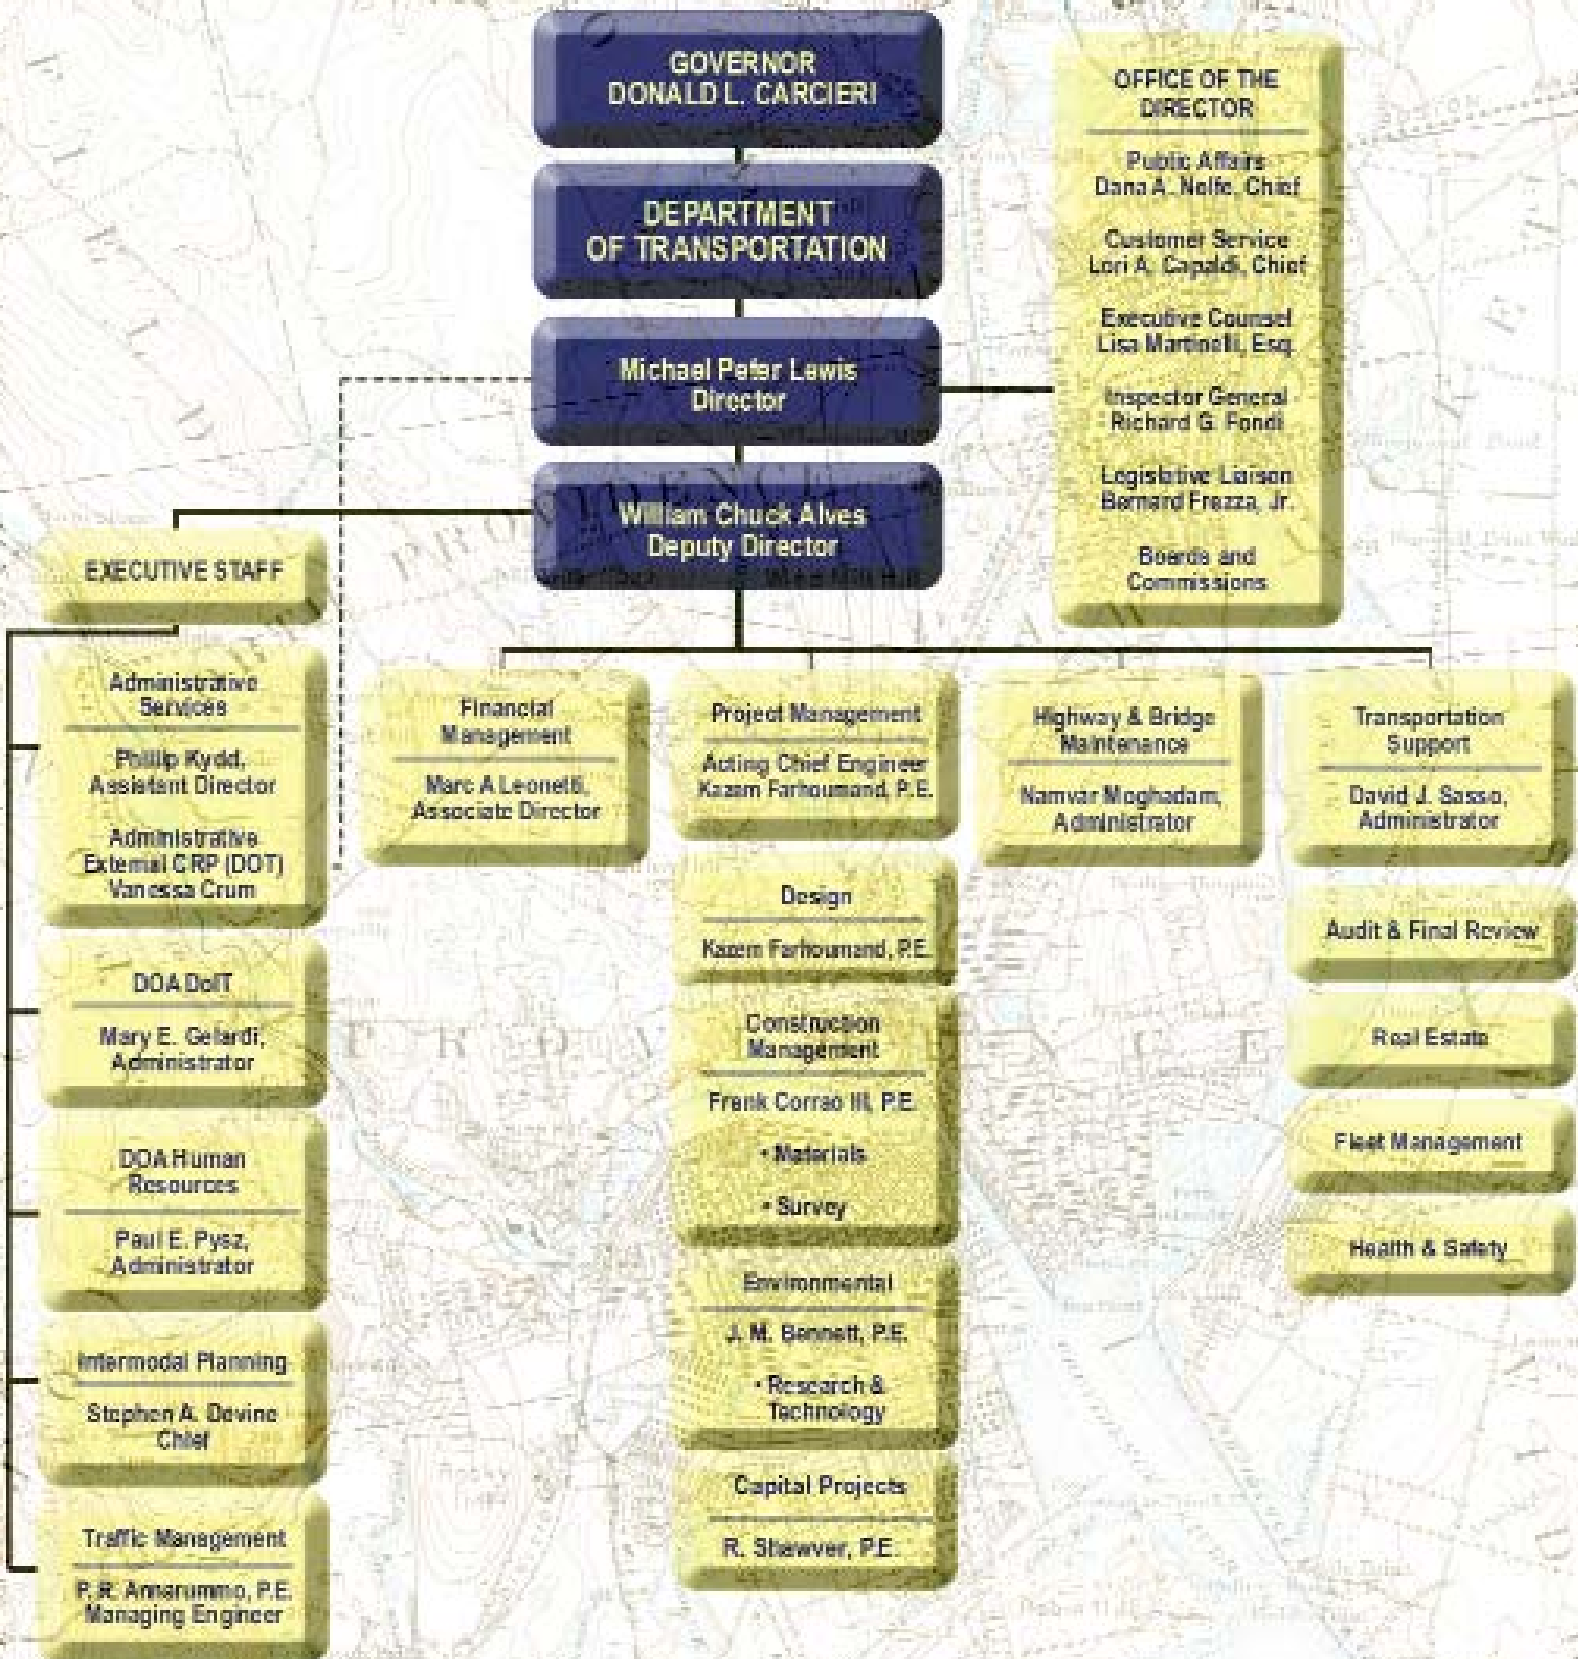 GOVERNOR
DONALD L. CARCIERI
DEPARTMENT
OF TRANSPORTATION
Michael Peter Lewis
Director
William Chuck Alves
Deputy Director
OFFICE OF THE
DIRECTOR
Public Affairs
Dana A. Nolfe, Chief
Customer Service
Lori A. Capaldi, Chief
Executive Counsel
Lisa Martinelli, Esq.
Inspector General
Richard G. Fondi
Legislative Liaison
Bernard Frezza, Jr.
Boards and
Commissions
EXECUTIVE STAFF
Administrative
Services
Phillip Kydd,
Assistant Director
Administrative
External CRP (DOT)
Vanessa Crum
DOA DoIT
Mary E. Gelardi,
Administrator
DOA Human
Resources
Paul E. Pysz,
Administrator
Intermodal Planning
Stephen A. Devine
Chief
Traffic Management
P. R. Annarummo, P.E.
Managing Engineer
Financial
Management
Marc A Leonetti,
Associate Director
Project Management
Acting Chief Engineer
Kazem Farhoumand, P.E.
Design
Kazem Farhoumand, P.E.
Construction
Management
Frank Corrao III, P.E.
• Materials
• Survey
Environmental
J. M. Bennett, P.E.
• Research &
Technology
Capital Projects
R. Shawver, P.E.
Highway & Bridge
Maintenance
Namvar Moghadam,
Administrator
Transportation
Support
David J. Sasso,
Administrator
Audit & Final Review
Real Estate
Fleet Management
Health & Safety